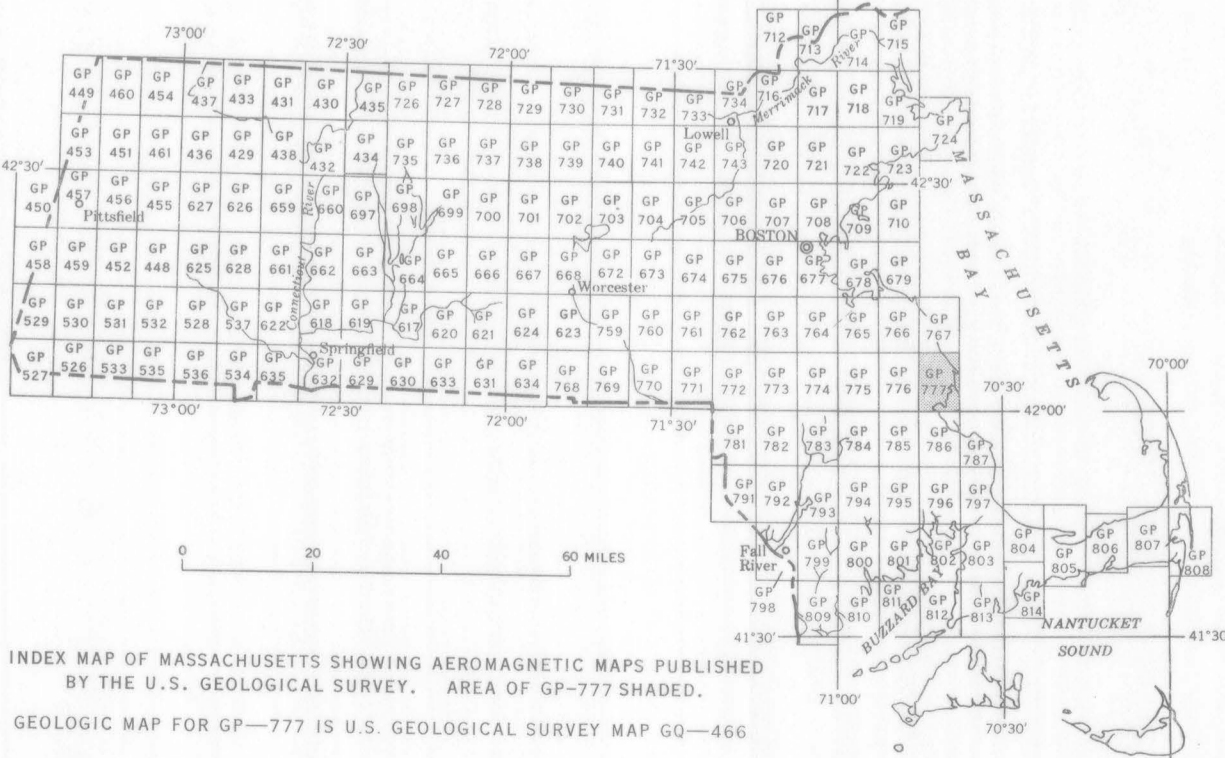 GP 712 GP 713 GP 714 GP 715
River
73°00' 72°30' 72°00' 71°30'
GP 449 GP 460 GP 454 GP 437 GP 433 GP 431 GP 430 GP 435 GP 726 GP 727 GP 728 GP 729 GP 730 GP 731 GP 732 GP 733 GP 734 GP 716 GP 717 GP 718 GP 719 GP 724
Merrimack
Lowell
GP 453 GP 451 GP 461 GP 436 GP 429 GP 438 GP 432 GP 434 GP 735 GP 736 GP 737 GP 738 GP 739 GP 740 GP 741 GP 742 GP 743 GP 720 GP 721 GP 722 GP 723
42°30' 42°30'
GP 450 GP 457 GP 456 GP 455 GP 627 GP 626 GP 659 GP 660 GP 697 GP 698 GP 699 GP 700 GP 701 GP 702 GP 703 GP 704 GP 705 GP 706 GP 707 GP 708 GP 709 GP 710
Pittsfield
River
BOSTON
MASSACHUSETTS
BAY
GP 458 GP 459 GP 452 GP 448 GP 625 GP 628 GP 661 GP 662 GP 663 GP 664 GP 665 GP 666 GP 667 GP 668 GP 672 GP 673 GP 674 GP 675 GP 676 GP 677 GP 678 GP 679
Connecticut
Worcester
GP 529 GP 530 GP 531 GP 532 GP 528 GP 537 GP 622 GP 618 GP 619 GP 617 GP 620 GP 621 GP 624 GP 623 GP 759 GP 760 GP 761 GP 762 GP 763 GP 764 GP 765 GP 766 GP 767
Springfield
GP 527 GP 526 GP 533 GP 535 GP 536 GP 534 GP 635 GP 632 GP 629 GP 630 GP 633 GP 631 GP 634 GP 768 GP 769 GP 770 GP 771 GP 772 GP 773 GP 774 GP 775 GP 776 GP 777
70°30' 70°00'
73°00' 72°30' 72°00' 71°30' 42°00'
GP 781 GP 782 GP 783 GP 784 GP 785 GP 786 GP 787
GP 791 GP 792 GP 793 GP 794 GP 795 GP 796 GP 797
0 20 40 60 MILES
Fall
River
GP 799 GP 800 GP 801 GP 802 GP 803 GP 804 GP 805 GP 806 GP 807 GP 808
GP 798 GP 809 GP 810 GP 811 GP 812 GP 813 GP 814
BUZZARD BAY
NANTUCKET
SOUND
41°30' 41°30'
71°00' 70°30'
INDEX MAP OF MASSACHUSETTS SHOWING AEROMAGNETIC MAPS PUBLISHED
BY THE U.S. GEOLOGICAL SURVEY. AREA OF GP-777 SHADED.
GEOLOGIC MAP FOR GP—777 IS U.S. GEOLOGICAL SURVEY MAP GQ—466